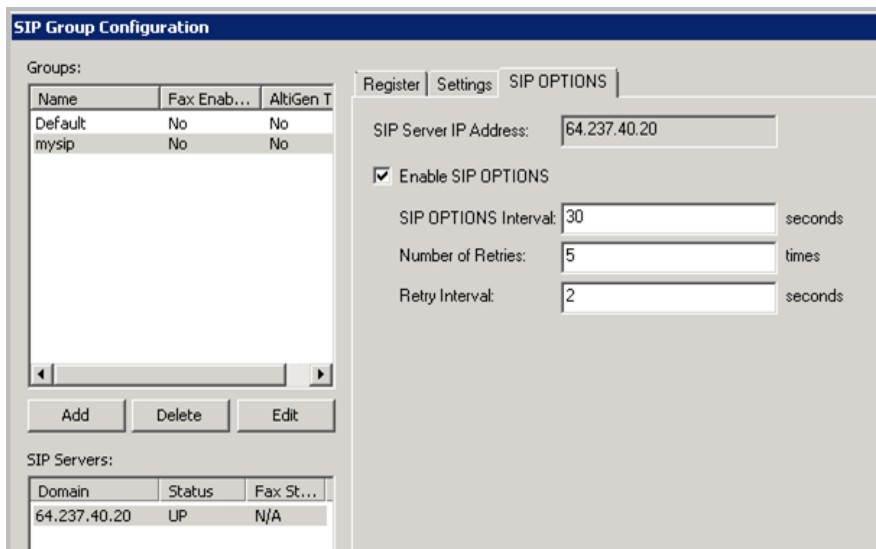 SIP Group Configuration
Groups:
Name Fax Enab... AltiGen T
Default No No
mysip No No
Add Delete Edit
SIP Servers:
Domain Status Fax St...
64.237.40.20 UP N/A
Register Settings SIP OPTIONS
SIP Server IP Address: 64.237.40.20
Enable SIP OPTIONS
SIP OPTIONS Interval: 30 seconds
Number of Retries: 5 times
Retry Interval: 2 seconds